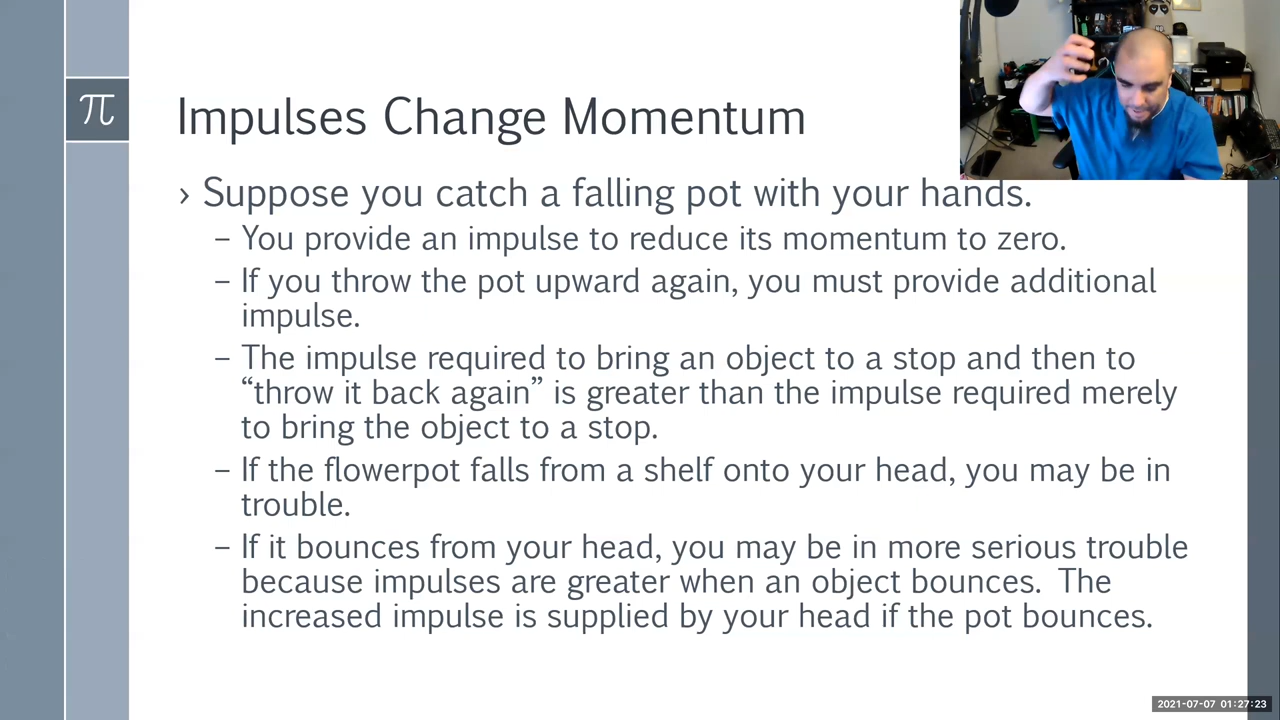 π
Impulses Change Momentum
› Suppose you catch a falling pot with your hands.
– You provide an impulse to reduce its momentum to zero.
– If you throw the pot upward again, you must provide additional
impulse.
– The impulse required to bring an object to a stop and then to
“throw it back again” is greater than the impulse required merely
to bring the object to a stop.
– If the flowerpot falls from a shelf onto your head, you may be in
trouble.
– If it bounces from your head, you may be in more serious trouble
because impulses are greater when an object bounces. The
increased impulse is supplied by your head if the pot bounces.
2021-07-07 01:27:23